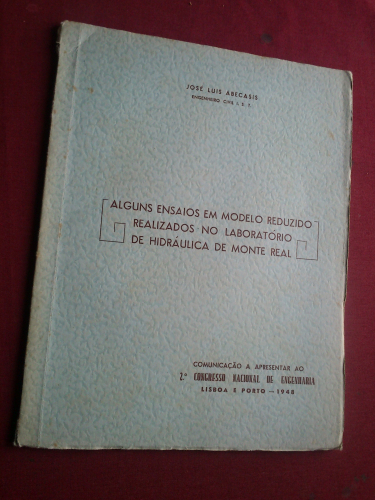 JOSÉ LUIS ABECASIS
ENGENHEIRO CIVIL I. S. T.
ALGUNS ENSAIOS EM MODELO REDUZIDO
REALIZADOS NO LABORATÓRIO
DE HIDRÁULICA DE MONTE REAL
COMUNICAÇÃO A APRESENTAR AO
2.º CONGRESSO NACIONAL DE ENGENHARIA
LISBOA E PORTO — 1948